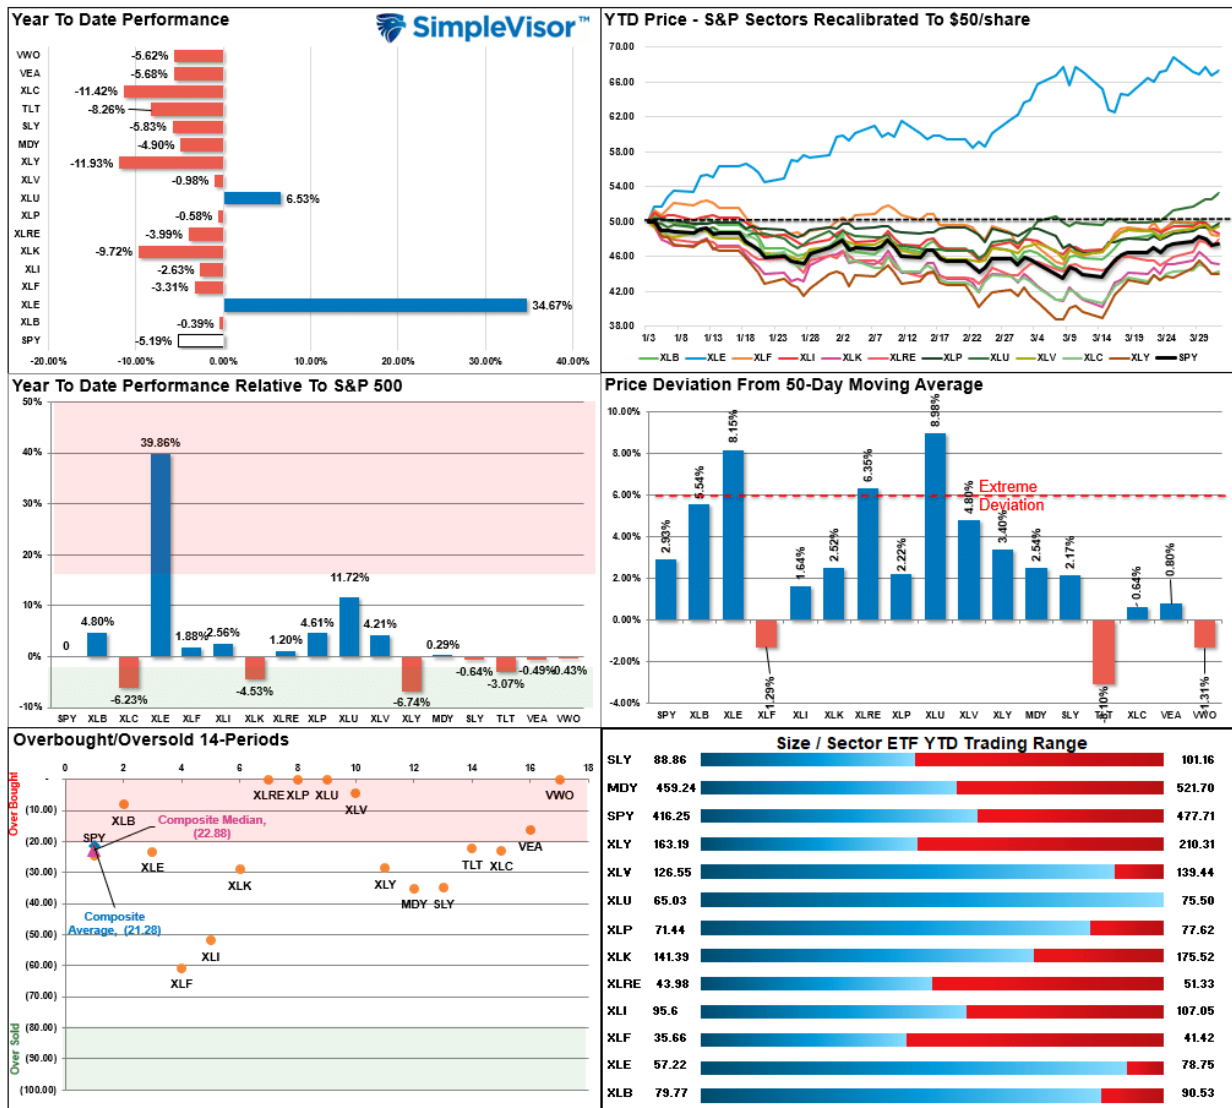 Year To Date Performance
SimpleVisor™
VWO -5.62%
VEA -5.68%
XLC -11.42%
TLT -8.26%
SLY -5.83%
MDY -4.90%
XLY -11.93%
XLV -0.98%
XLU 6.53%
XLP -0.58%
XLRE -3.99%
XLK -9.72%
XLI -2.63%
XLF -3.31%
XLE 34.67%
XLB -0.39%
SPY -5.19%
-20.00% -10.00% 0.00% 10.00% 20.00% 30.00% 40.00%
YTD Price - S&P Sectors Recalibrated To $50/share
70.00
66.00
62.00
58.00
54.00
50.00
46.00
42.00
38.00
1/3 1/8 1/13 1/18 1/23 1/28 2/2 2/7 2/12 2/17 2/22 2/27 3/4 3/9 3/14 3/19 3/24 3/29
XLB XLE XLF XLI XLK XLRE XLP XLU XLV XLC XLY SPY
Year To Date Performance Relative To S&P 500
50%
40%
30%
20%
10%
0%
-10%
0 4.80% -6.23% 39.86% 1.88% 2.56% -4.53% 1.20% 4.61% 11.72% 4.21% -6.74% 0.29% -0.64% -3.07% -0.49% -0.43%
SPY XLB XLC XLE XLF XLI XLK XLRE XLP XLU XLV XLY MDY SLY TLT VEA VWO
Price Deviation From 50-Day Moving Average
10.00%
8.00%
6.00%
4.00%
2.00%
0.00%
-2.00%
-4.00%
2.93% 5.54% 8.15% -1.29% 1.64% 2.52% 6.35% 2.22% 8.98% 4.80% 3.40% 2.54% 2.17% -3.10% 0.64% 0.80% -1.31%
Extreme
Deviation
SPY XLB XLE XLF XLI XLK XLRE XLP XLU XLV XLY MDY SLY TLT XLC VEA VWO
Overbought/Oversold 14-Periods
0 2 4 6 8 10 12 14 16 18
Over Bought
Over Sold
-
(10.00)
(20.00)
(30.00)
(40.00)
(50.00)
(60.00)
(70.00)
(80.00)
(90.00)
(100.00)
XLRE XLP XLU XLV VWO
XLB
Composite Median,
(22.88)
SPY
VEA
XLE TLT XLC
XLK XLY
MDY SLY
Composite
Average, (21.28)
XLI
XLF
Size / Sector ETF YTD Trading Range
SLY 88.86 101.16
MDY 459.24 521.70
SPY 416.25 477.71
XLY 163.19 210.31
XLV 126.55 139.44
XLU 65.03 75.50
XLP 71.44 77.62
XLK 141.39 175.52
XLRE 43.98 51.33
XLI 95.6 107.05
XLF 35.66 41.42
XLE 57.22 78.75
XLB 79.77 90.53